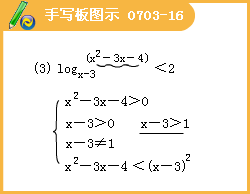 手写板图示 0703-16
(3) log_{x-3}(x²-3x-4) <2
x²-3x-4>0
x-3>0 x-3>1
x-3≠1
x²-3x-4<(x-3)²